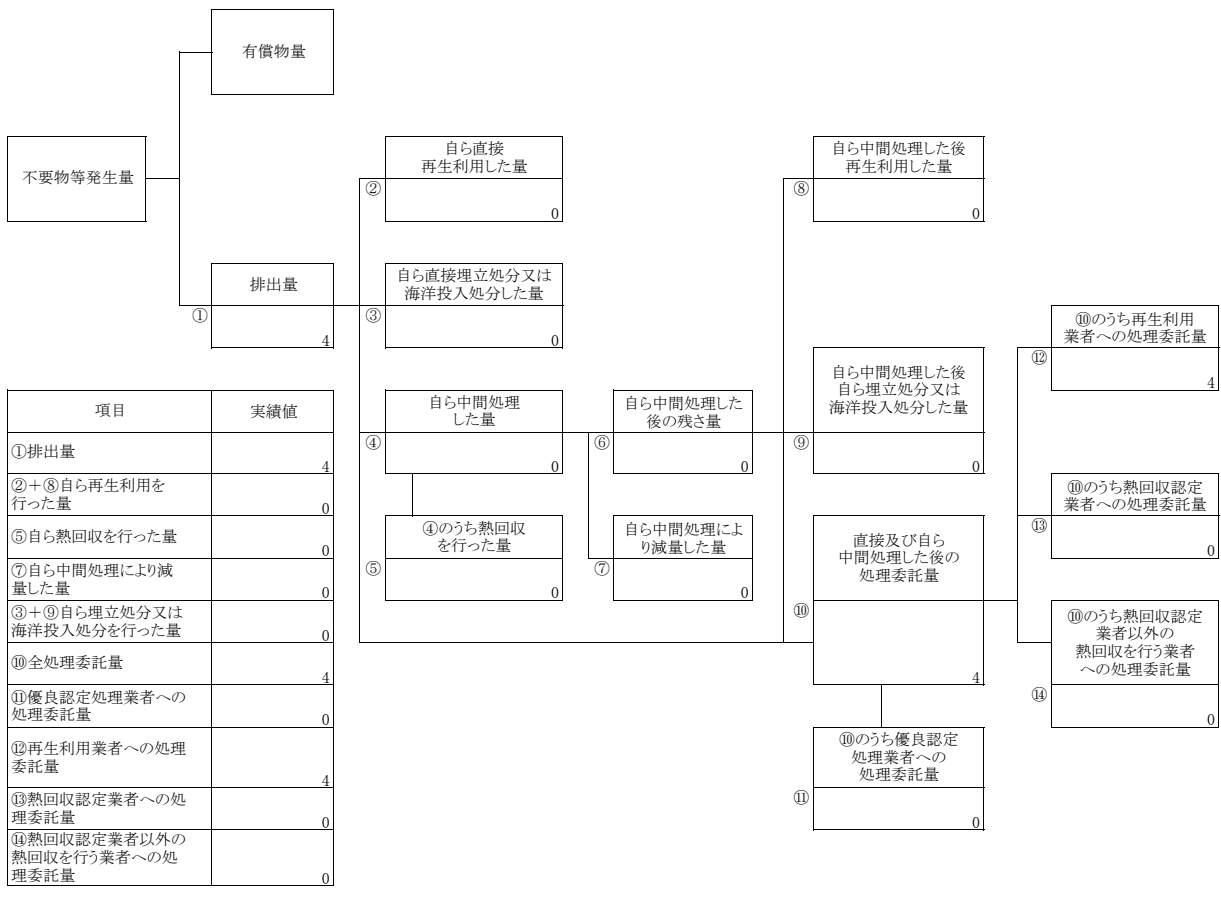 有償物量
不要物等発生量
自ら直接
再生利用した量
②
0
自ら中間処理した後
再生利用した量
⑧
0
排出量
①
4
自ら直接埋立処分又は
海洋投入処分した量
③
0
⑩のうち再生利用
業者への処理委託量
⑫
4
自ら中間処理
した量
④
0
自ら中間処理した
後の残さ量
⑥
0
自ら中間処理した後
自ら埋立処分又は
海洋投入処分した量
⑨
0
⑩のうち熱回収認定
業者への処理委託量
⑬
0
④のうち熱回収
を行った量
⑤
0
自ら中間処理によ
り減量した量
⑦
0
直接及び自ら
中間処理した後の
処理委託量
⑩
4
⑩のうち熱回収認定
業者以外の
熱回収を行う業者
への処理委託量
⑭
0
⑩のうち優良認定
処理業者への
処理委託量
⑪
0
項目
実績値
①排出量
4
②＋⑧自ら再生利用を
行った量
0
⑤自ら熱回収を行った量
0
⑦自ら中間処理により減
量した量
0
③＋⑨自ら埋立処分又は
海洋投入処分を行った量
0
⑩全処理委託量
4
⑪優良認定処理業者への
処理委託量
0
⑫再生利用業者への処理
委託量
4
⑬熱回収認定業者への処
理委託量
0
⑭熱回収認定業者以外の
熱回収を行う業者への処
理委託量
0